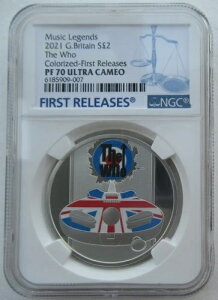 Music Legends
2021 G.Britain S$2
The Who
Colorized-First Releases
PF 70 ULTRA CAMEO
6185909-007
FIRST RELEASES
NGC
The
Who